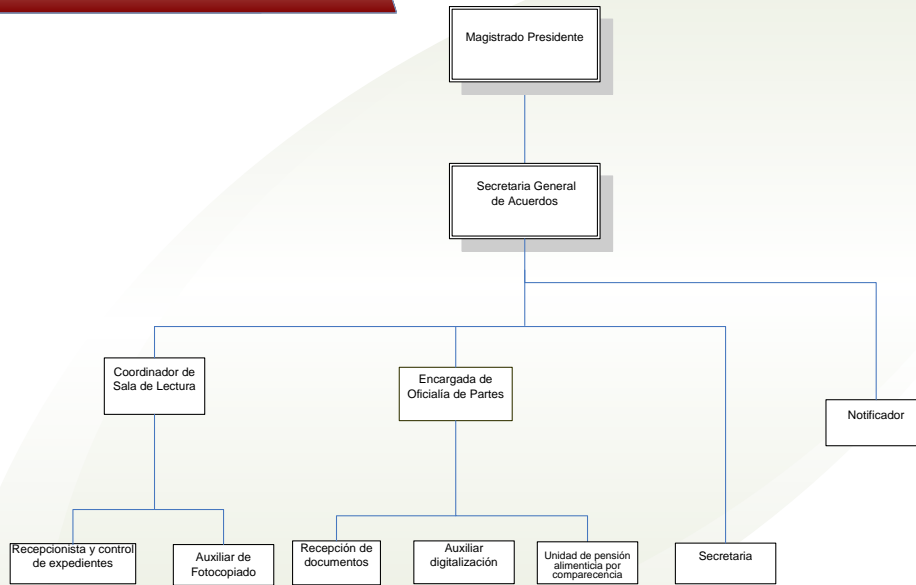 Magistrado Presidente
Secretaria General
de Acuerdos
Coordinador de
Sala de Lectura
Encargada de
Oficialía de Partes
Notificador
Recepcionista y control
de expedientes
Auxiliar de
Fotocopiado
Recepción de
documentos
Auxiliar
digitalización
Unidad de pensión
alimenticia por
comparecencia
Secretaria